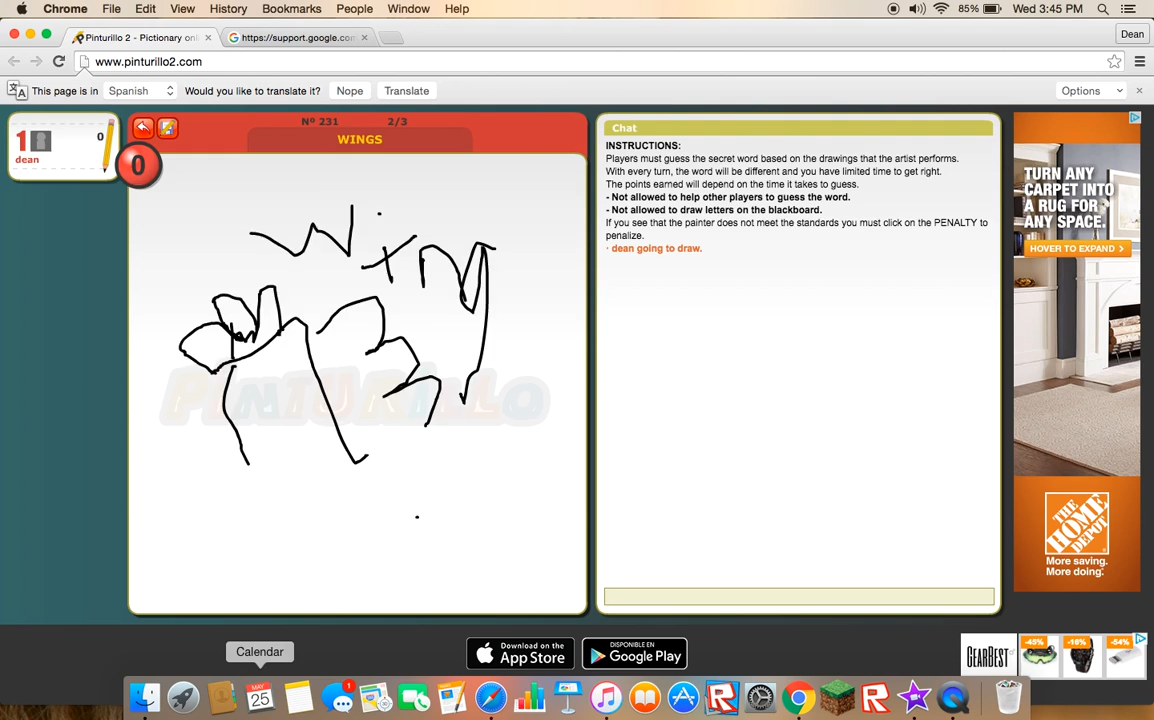 Chrome File Edit View History Bookmarks People Window Help 85% Wed 3:45 PM
Pinturillo 2 - Pictionary onl https://support.google.con Dean
www.pinturillo2.com
This page is in Spanish Would you like to translate it? Nope Translate Options
1 0
dean
0
Nº 231 2/3
WINGS
wing
PINTURILLO
Chat
INSTRUCTIONS:
Players must guess the secret word based on the drawings that the artist performs.
With every turn, the word will be different and you have limited time to get right.
The points earned will depend on the time it takes to guess.
- Not allowed to help other players to guess the word.
- Not allowed to draw letters on the blackboard.
If you see that the painter does not meet the standards you must click on the PENALTY to
penalize.
· dean going to draw.
TURN ANY
CARPET INTO
A RUG FOR
ANY SPACE.
HOVER TO EXPAND >
THE HOME DEPOT
More saving.
More doing.
Calendar
Download on the
App Store
DISPONIBLE EN
Google Play
GEARBEST -45% -16% -54%
MAY
25
1